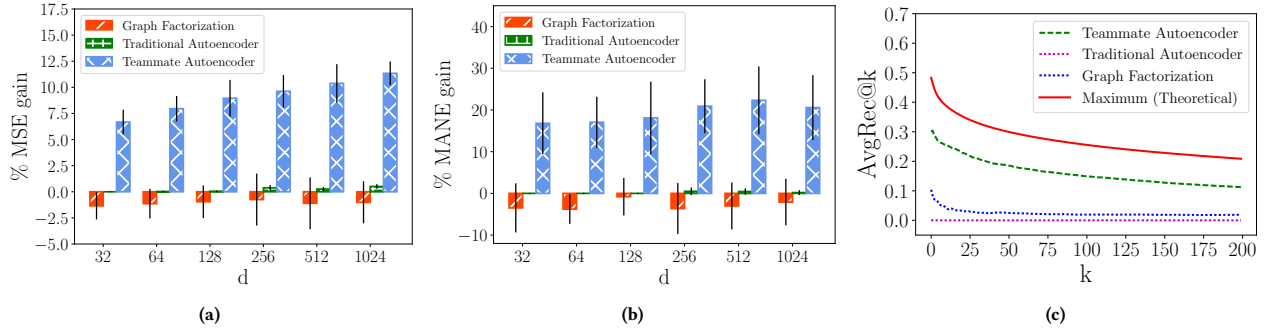 17.5
15.0
12.5
10.0
7.5
5.0
2.5
0.0
−2.5
−5.0
% MSE gain
Graph Factorization
Traditional Autoencoder
Teammate Autoencoder
32 64 128 256 512 1024
d
(a)
40
30
20
10
0
−10
% MANE gain
Graph Factorization
Traditional Autoencoder
Teammate Autoencoder
32 64 128 256 512 1024
d
(b)
0.7
0.6
0.5
0.4
0.3
0.2
0.1
0.0
AvgRec@k
Teammate Autoencoder
Traditional Autoencoder
Graph Factorization
Maximum (Theoretical)
0 25 50 75 100 125 150 175 200
k
(c)